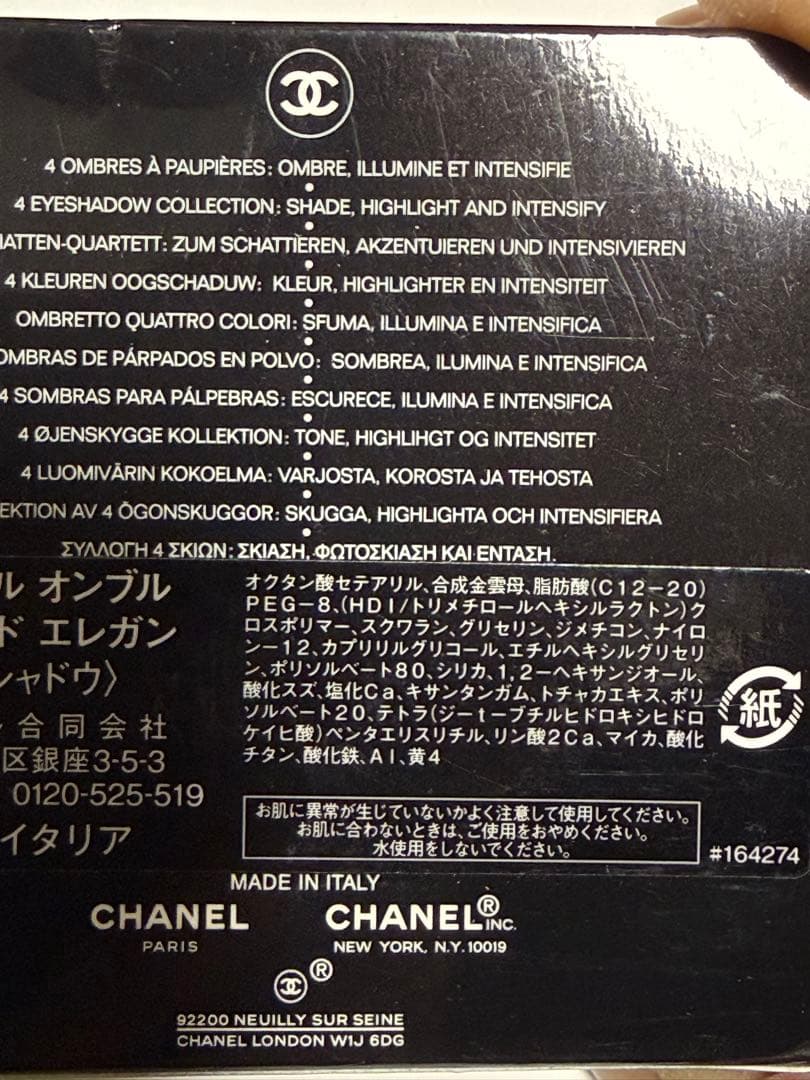 4 OMBRES À PAUPIÈRES: OMBRE, ILLUMINE ET INTENSIFIE
4 EYESHADOW COLLECTION: SHADE, HIGHLIGHT AND INTENSIFY
ATTEN-QUARTETT: ZUM SCHATTIEREN, AKZENTUIEREN UND INTENSIVIEREN
4 KLEUREN OOGSCHADUW: KLEUR, HIGHLIGHTER EN INTENSITEIT
OMBRETTO QUATTRO COLORI: SFUMA, ILLUMINA E INTENSIFICA
OMBRAS DE PÁRPADOS EN POLVO: SOMBREA, ILUMINA E INTENSIFICA
4 SOMBRAS PARA PÁLPEBRAS: ESCURECE, ILUMINA E INTENSIFICA
4 ØJENSKYGGE KOLLEKTION: TONE, HIGHLIHGT OG INTENSITET
4 LUOMIVÄRIN KOKOELMA: VARJOSTA, KOROSTA JA TEHOSTA
EKTION AV 4 ÖGONSKUGGOR: SKUGGA, HIGHLIGHTA OCH INTENSIFIERA
ΣΥΛΛΟΓΗ 4 ΣΚΙΩΝ: ΣΚΙΑΣΗ, ΦΩΤΟΣΚΙΑΣΗ ΚΑΙ ΕΝΤΑΣΗ.
ル オンブル
ド エレガン
シャドウ〉
合同会社
区銀座3-5-3
0120-525-519
イタリア
オクタン酸セテアリル、合成金雲母、脂肪酸(C12-20)
PEG-8、(HDI/トリメチロールヘキシルラクトン)ク
ロスポリマー、スクワラン、グリセリン、ジメチコン、ナイロ
ン-12、カプリリルグリコール、エチルヘキシルグリセリ
ン、ポリソルベート80、シリカ、1,2-ヘキサンジオール、
酸化スズ、塩化Ca、キサンタンガム、トチャカエキス、ポリ
ソルベート20、テトラ(ジ-t-ブチルヒドロキシヒドロ
ケイヒ酸)ペンタエリスリチル、リン酸2Ca、マイカ、酸化
チタン、酸化鉄、Al、黄4
紙
お肌に異常が生じていないかよく注意して使用してください。
お肌に合わないときは、ご使用をおやめください。
水使用をしないでください。
#164274
MADE IN ITALY
CHANEL CHANEL® INC.
PARIS NEW YORK, N.Y. 10019
®
92200 NEUILLY SUR SEINE
CHANEL LONDON W1J 6DG